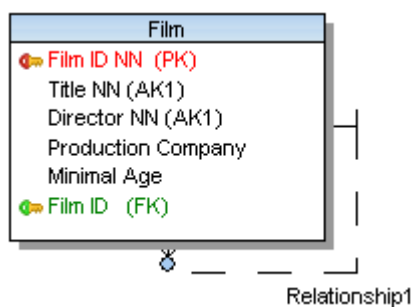 Film
Film ID NN (PK)
Title NN (AK1)
Director NN (AK1)
Production Company
Minimal Age
Film ID (FK)
Relationship1